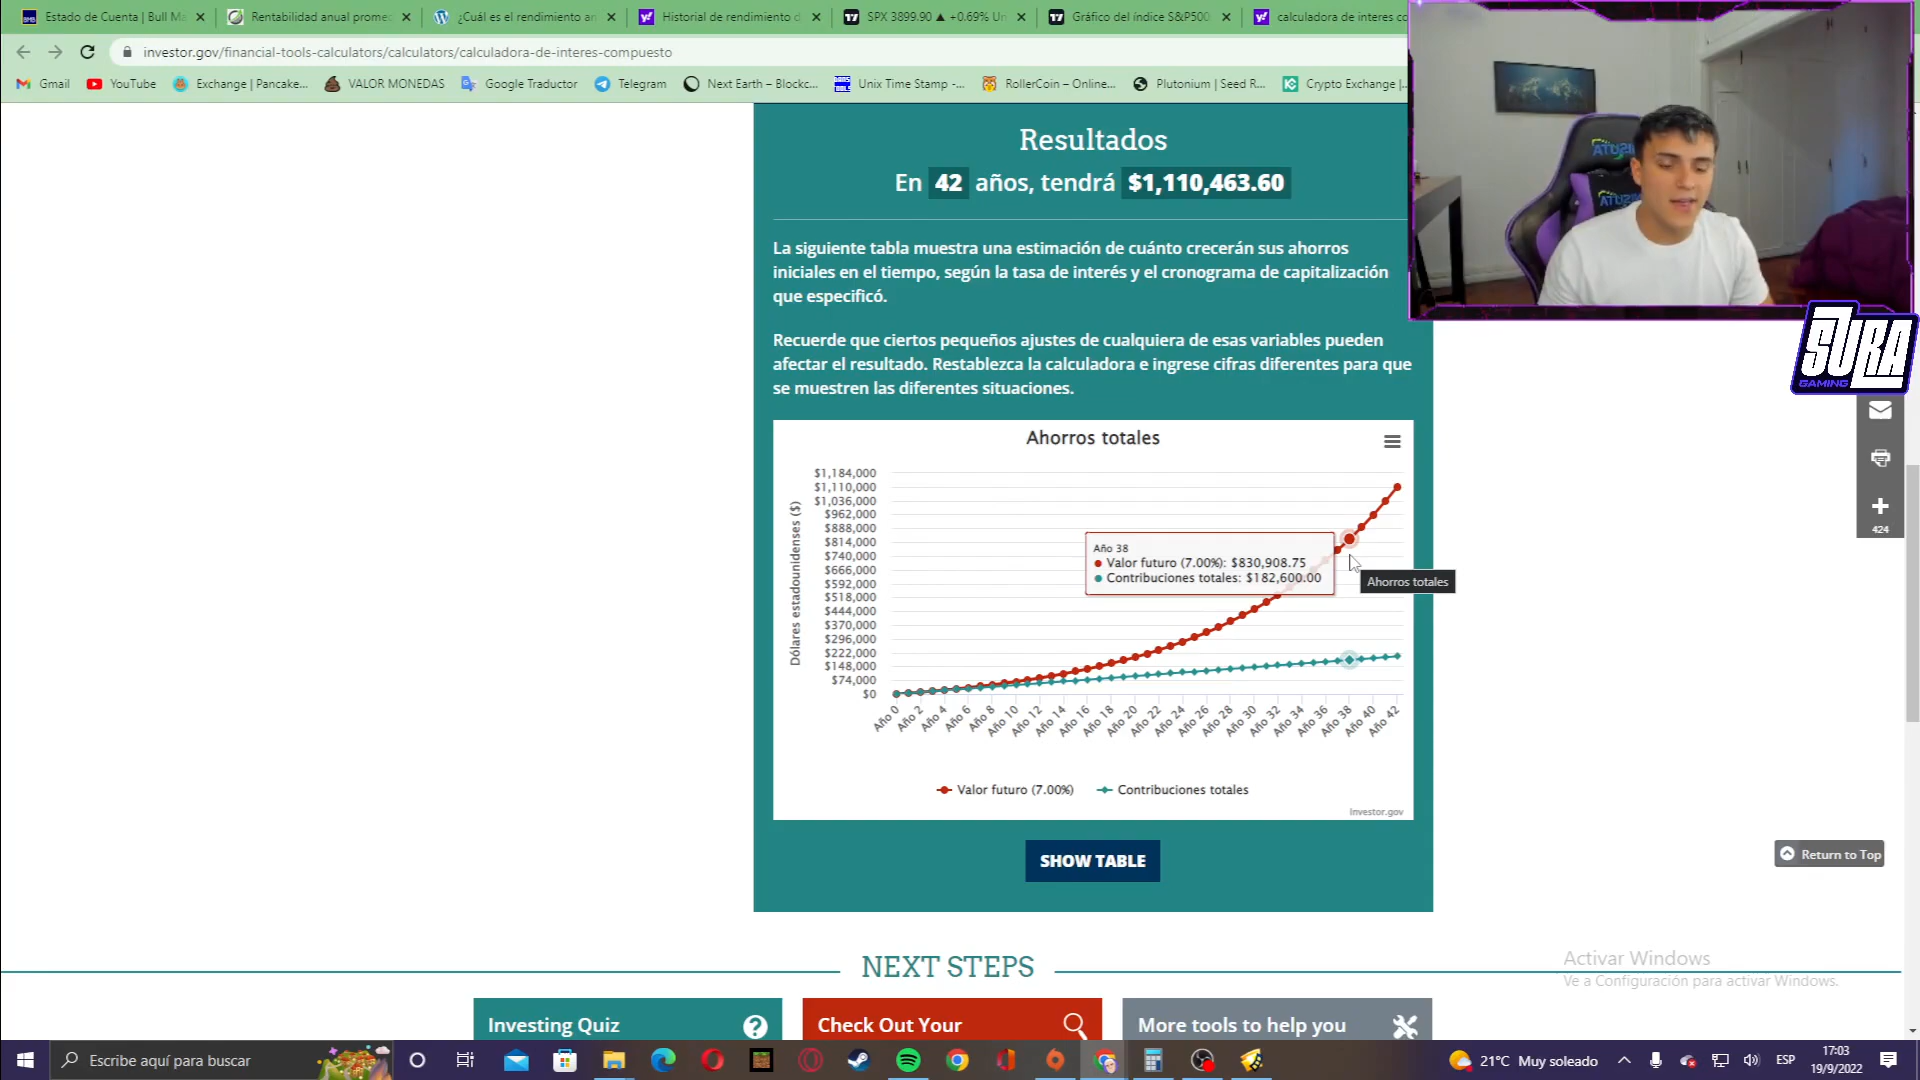 Estado de Cuenta | Bull Ma
Rentabilidad anual prome
¿Cuál es el rendimiento an
Historial de rendimiento d
SPX 3899.90 ▲ +0.69% Un
Gráfico del índice S&P500
calculadora de interes co
investor.gov/financial-tools-calculators/calculators/calculadora-de-interes-compuesto
Gmail
YouTube
Exchange | Pancake...
VALOR MONEDAS
Google Traductor
Telegram
Next Earth – Blockc...
Unix Time Stamp -...
RollerCoin – Online...
Plutonium | Seed R...
Crypto Exchange |...
Resultados
En 42 años, tendrá $1,110,463.60
La siguiente tabla muestra una estimación de cuánto crecerán sus ahorros
iniciales en el tiempo, según la tasa de interés y el cronograma de capitalización
que especificó.
Recuerde que ciertos pequeños ajustes de cualquiera de esas variables pueden
afectar el resultado. Restablezca la calculadora e ingrese cifras diferentes para que
se muestren las diferentes situaciones.
SURA
GAMING
424
Ahorros totales
Dólares estadounidenses ($)
$1,184,000
$1,110,000
$1,036,000
$962,000
$888,000
$814,000
$740,000
$666,000
$592,000
$518,000
$444,000
$370,000
$296,000
$222,000
$148,000
$74,000
$0
Año 38
Valor futuro (7.00%): $830,908.75
Contribuciones totales: $182,600.00
Ahorros totales
Año 0
Año 2
Año 4
Año 6
Año 8
Año 10
Año 12
Año 14
Año 16
Año 18
Año 20
Año 22
Año 24
Año 26
Año 28
Año 30
Año 32
Año 34
Año 36
Año 38
Año 40
Año 42
Valor futuro (7.00%)
Contribuciones totales
Investor.gov
SHOW TABLE
Return to Top
NEXT STEPS
Activar Windows
Ve a Configuración para activar Windows.
Investing Quiz
Check Out Your
More tools to help you
Escribe aquí para buscar
21°C Muy soleado
ESP
17:03
19/9/2022